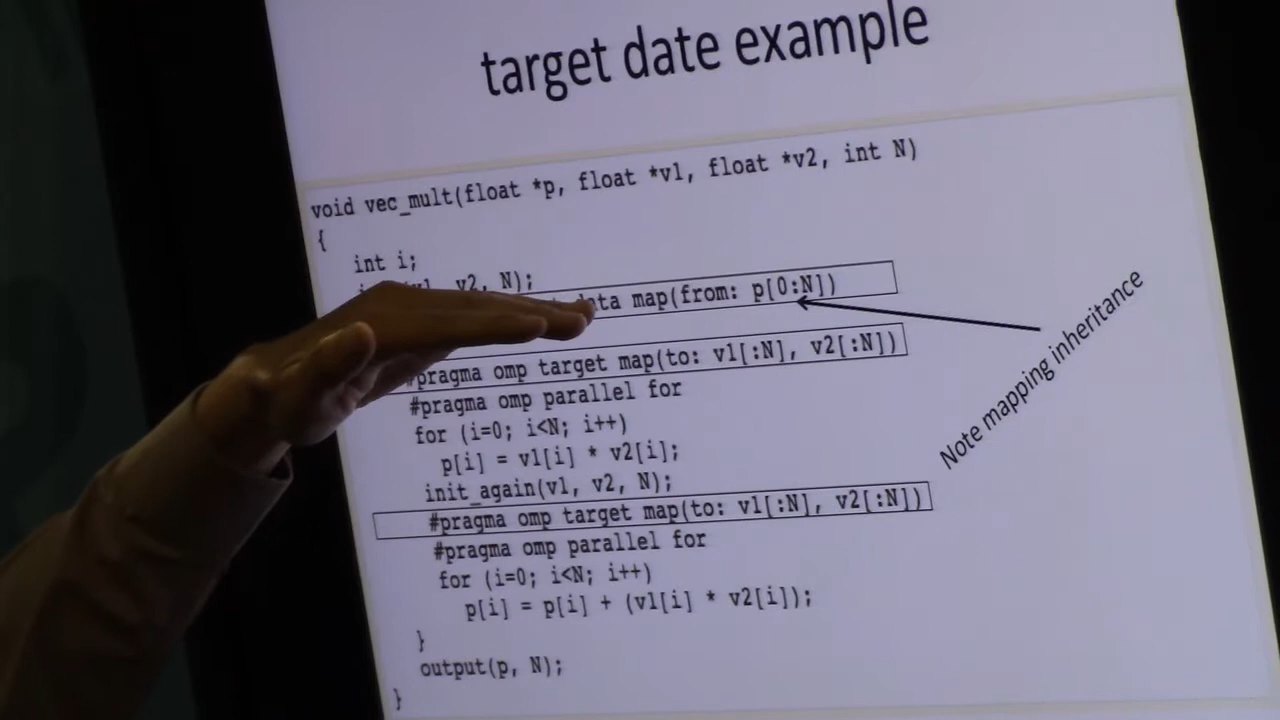 target date example
void vec_mult(float *p, float *v1, float *v2, int N)
{
int i;
v2, N);
data map(from: p[0:N])
#pragma omp target map(to: v1[:N], v2[:N])
#pragma omp parallel for
for (i=0; i<N; i++)
p[i] = v1[i] * v2[i];
init_again(v1, v2, N);
#pragma omp target map(to: v1[:N], v2[:N])
#pragma omp parallel for
for (i=0; i<N; i++)
p[i] = p[i] + (v1[i] * v2[i]);
}
output(p, N);
}
Note mapping inheritance